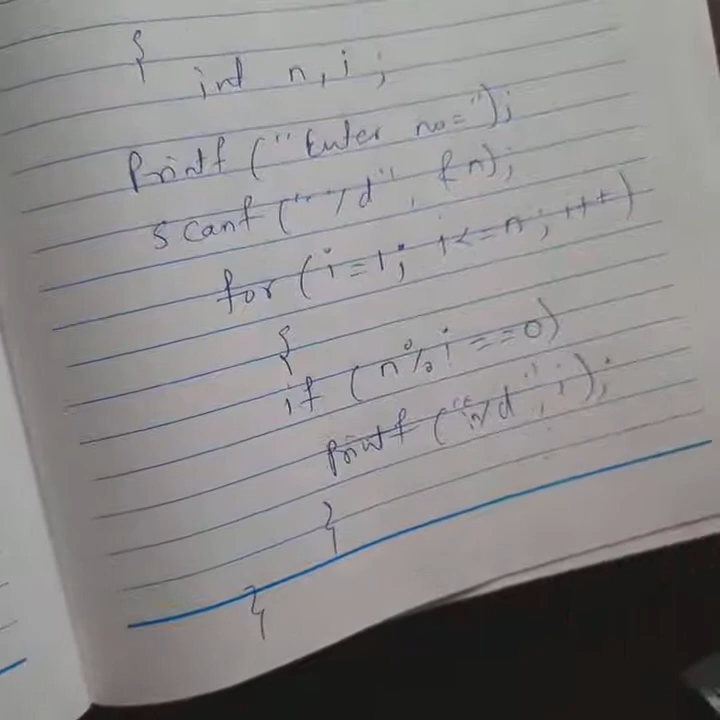 {
int n, i;
Printf ("Enter no=");
scanf ("%d", &n);
for (i=1; i<=n; i++)
{
if (n%i==0)
Printf ("%d", i);
}
}